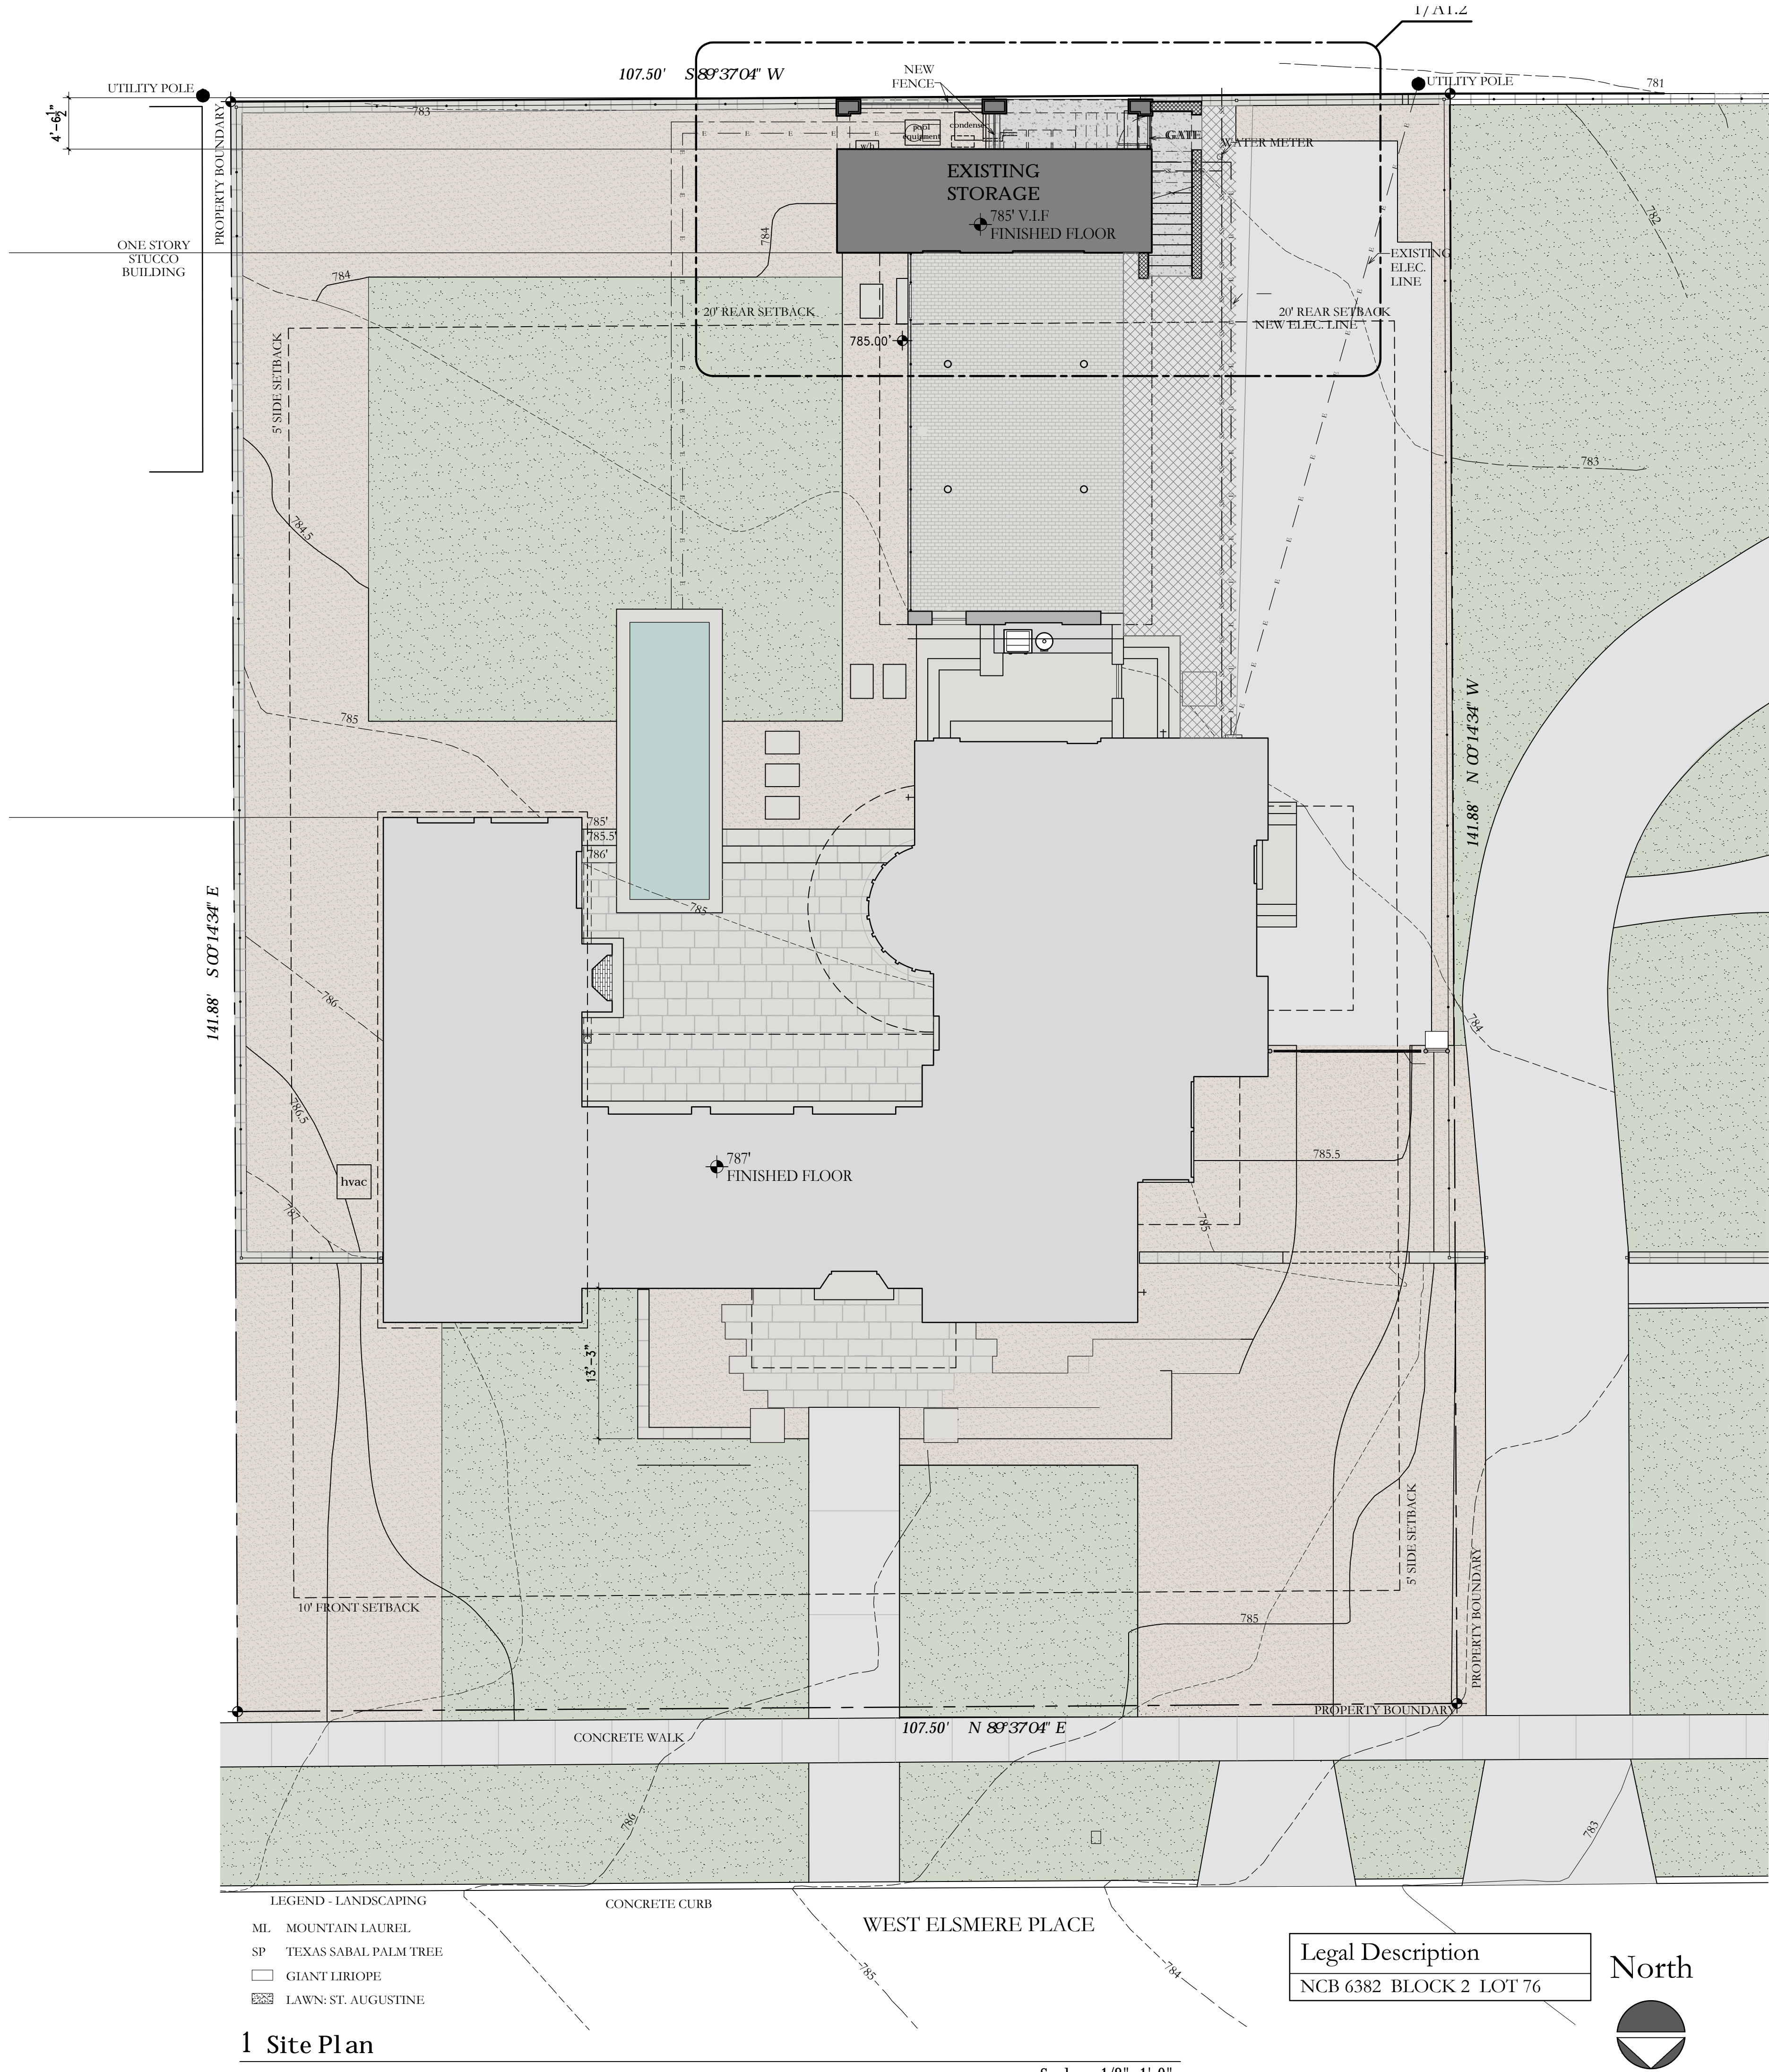 1/A1.2
107.50' S 89°37'04" W
NEW
FENCE
UTILITY POLE
UTILITY POLE
781
4'-6½"
PROPERTY BOUNDARY
783
E E E E E
pool
equipment
condenser
w/h
GATE
WATER METER
EXISTING
STORAGE
785' V.I.F
FINISHED FLOOR
782
ONE STORY
STUCCO
BUILDING
784
784
EXISTING
ELEC.
LINE
20' REAR SETBACK
20' REAR SETBACK
NEW ELEC. LINE
785.00'
5' SIDE SETBACK
783
784.5
785
141.88' N 00°14'34" W
785'
785.5'
786'
785
141.88' S 00°14'34" E
786
784
786.5
785.5
787'
FINISHED FLOOR
hvac
787
785
13'-3"
5' SIDE SETBACK
PROPERTY BOUNDARY
10' FRONT SETBACK
785
PROPERTY BOUNDARY
107.50' N 89°37'04" E
CONCRETE WALK
786
783
LEGEND - LANDSCAPING
CONCRETE CURB
ML MOUNTAIN LAUREL
SP TEXAS SABAL PALM TREE
GIANT LIRIOPE
LAWN: ST. AUGUSTINE
WEST ELSMERE PLACE
785
784
Legal Description
NCB 6382 BLOCK 2 LOT 76
North
1 Site Plan